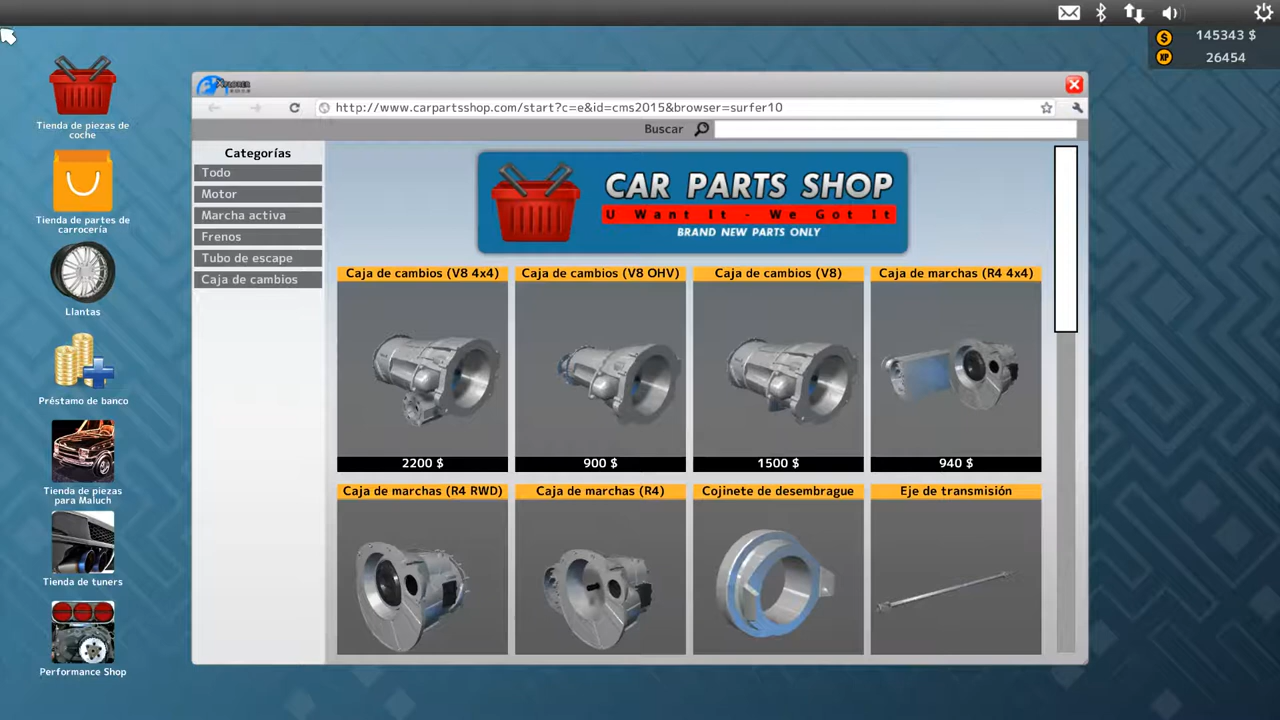 145343 $
26454
Tienda de piezas de
coche
Tienda de partes de
carrocería
Llantas
Préstamo de banco
Tienda de piezas
para Maluch
Tienda de tuners
Performance Shop
http://www.carpartsshop.com/start?c=e&id=cms2015&browser=surfer10
Buscar
Categorías
Todo
Motor
Marcha activa
Frenos
Tubo de escape
Caja de cambios
CAR PARTS SHOP
U Want It - We Got It
BRAND NEW PARTS ONLY
Caja de cambios (V8 4x4)
2200 $
Caja de cambios (V8 OHV)
900 $
Caja de cambios (V8)
1500 $
Caja de marchas (R4 4x4)
940 $
Caja de marchas (R4 RWD)
Caja de marchas (R4)
Cojinete de desembrague
Eje de transmisión